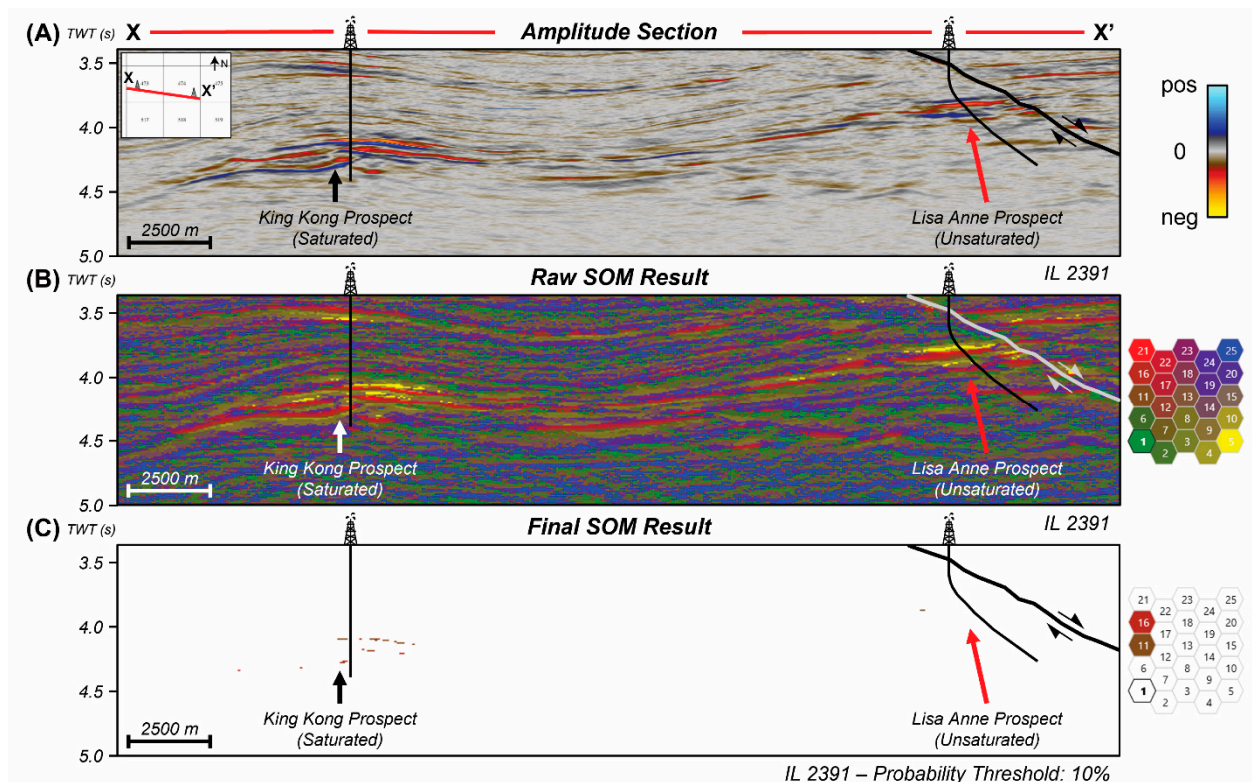 (A) TWT (s) X Amplitude Section X'
N
X 473 474 475
X'
517 518 519
3.5
4.0
4.5
5.0
pos
0
neg
King Kong Prospect
(Saturated)
Lisa Anne Prospect
(Unsaturated)
2500 m
IL 2391
(B) TWT (s) Raw SOM Result
3.5
4.0
4.5
5.0
King Kong Prospect
(Saturated)
Lisa Anne Prospect
(Unsaturated)
2500 m
21 23 25
22 24
16 18 20
17 19
11 13 15
12 14
6 8 10
7 9
1 3 5
2 4
IL 2391
(C) TWT (s) Final SOM Result
3.5
4.0
4.5
5.0
King Kong Prospect
(Saturated)
Lisa Anne Prospect
(Unsaturated)
2500 m
21 23 25
22 24
16 18 20
17 19
11 13 15
12 14
6 8 10
7 9
1 3 5
2 4
IL 2391 – Probability Threshold: 10%